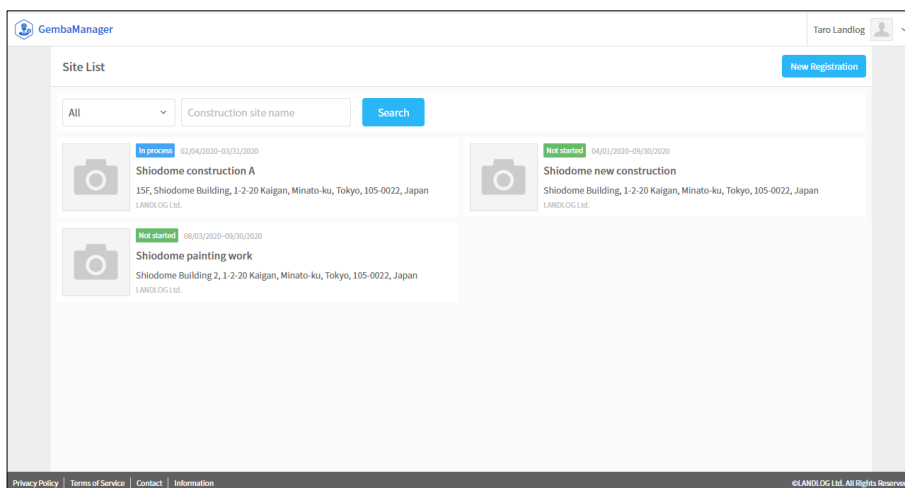 GembaManager
Taro Landlog
Site List
New Registration
All
Construction site name
Search
In process 02/04/2020-03/31/2020
Shiodome construction A
15F, Shiodome Building, 1-2-20 Kaigan, Minato-ku, Tokyo, 105-0022, Japan
LANDLOG Ltd.
Not started 04/01/2020-09/30/2020
Shiodome new construction
Shiodome Building, 1-2-20 Kaigan, Minato-ku, Tokyo, 105-0022, Japan
LANDLOG Ltd.
Not started 08/03/2020-09/30/2020
Shiodome painting work
Shiodome Building 2, 1-2-20 Kaigan, Minato-ku, Tokyo, 105-0022, Japan
LANDLOG Ltd.
Privacy Policy | Terms of Service | Contact | Information
©LANDLOG Ltd. All Rights Reserve